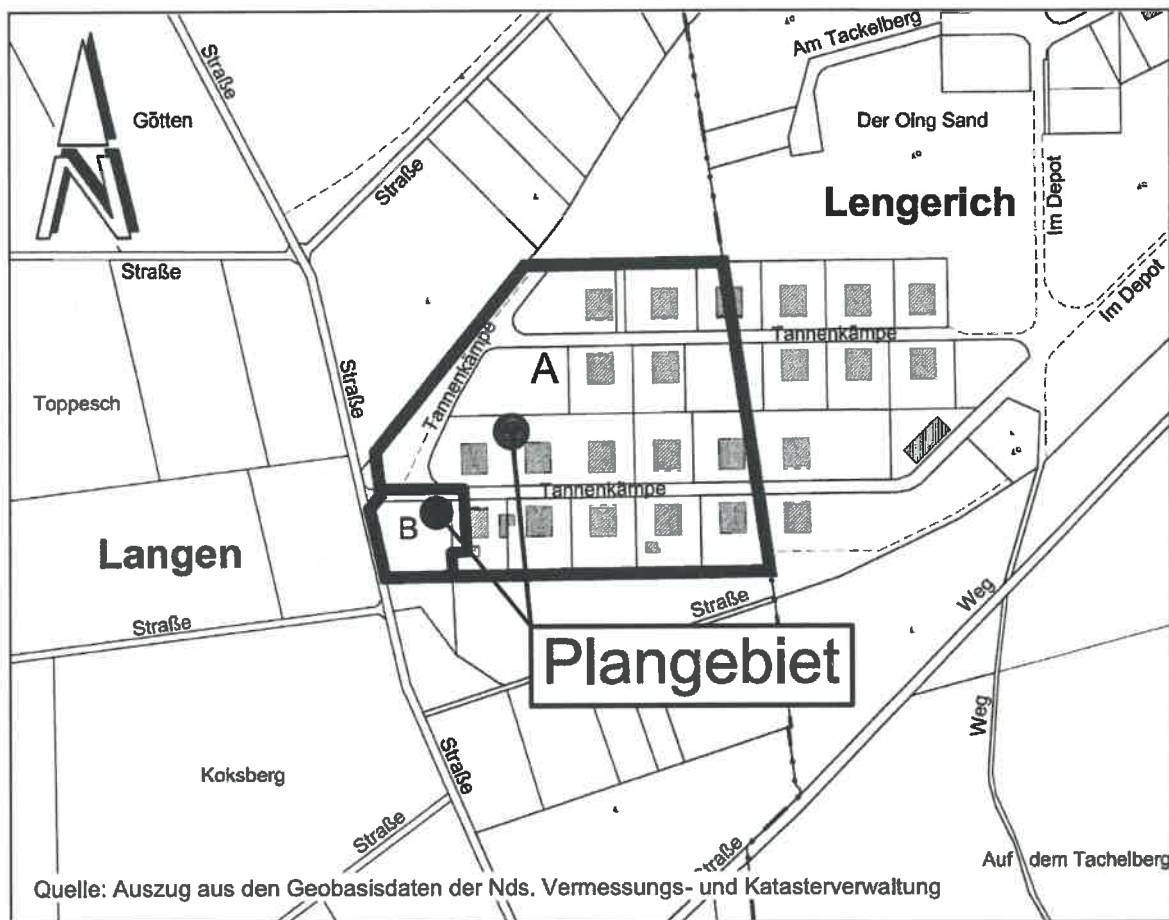 Am Tackelberg
Straße
Götten
Der Oing Sand
N
Straße
Lengerich
Im Depot
Straße
Im Depot
Tannenkämpe
Tannenkämpe
A
Straße
Toppesch
Tannenkämpe
B
Langen
Straße
Weg
Straße
Plangebiet
Weg
Straße
Koksberg
Straße
Straße
Auf dem Tachelberg
Quelle: Auszug aus den Geobasisdaten der Nds. Vermessungs- und Katasterverwaltung